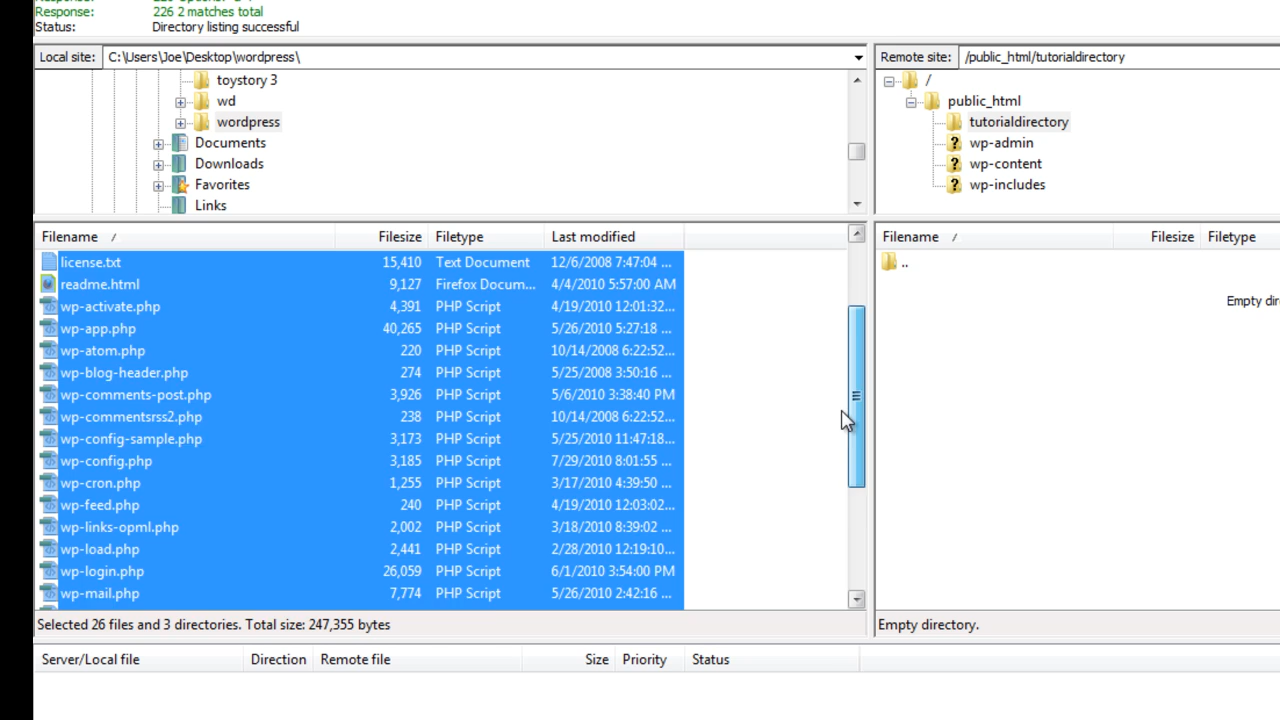 Response: 226 2 matches total
Status: Directory listing successful
Local site: C:\Users\Joe\Desktop\wordpress\
Remote site: /public_html/tutorialdirectory
toystory 3
wd
wordpress
Documents
Downloads
Favorites
Links
/
public_html
tutorialdirectory
wp-admin
wp-content
wp-includes
Filename / Filesize Filetype Last modified
license.txt 15,410 Text Document 12/6/2008 7:47:04 ...
readme.html 9,127 Firefox Docum... 4/4/2010 5:57:00 AM
wp-activate.php 4,391 PHP Script 4/19/2010 12:01:32...
wp-app.php 40,265 PHP Script 5/26/2010 5:27:18 ...
wp-atom.php 220 PHP Script 10/14/2008 6:22:52...
wp-blog-header.php 274 PHP Script 5/25/2008 3:50:16 ...
wp-comments-post.php 3,926 PHP Script 5/6/2010 3:38:40 PM
wp-commentsrss2.php 238 PHP Script 10/14/2008 6:22:52...
wp-config-sample.php 3,173 PHP Script 5/25/2010 11:47:18...
wp-config.php 3,185 PHP Script 7/29/2010 8:01:55 ...
wp-cron.php 1,255 PHP Script 3/17/2010 4:39:50 ...
wp-feed.php 240 PHP Script 4/19/2010 12:03:02...
wp-links-opml.php 2,002 PHP Script 3/18/2010 8:39:02 ...
wp-load.php 2,441 PHP Script 2/28/2010 12:19:10...
wp-login.php 26,059 PHP Script 6/1/2010 3:54:00 PM
wp-mail.php 7,774 PHP Script 5/26/2010 2:42:16 ...
Selected 26 files and 3 directories. Total size: 247,355 bytes
Filename / Filesize Filetype
..
Empty
Empty directory.
Server/Local file Direction Remote file Size Priority Status